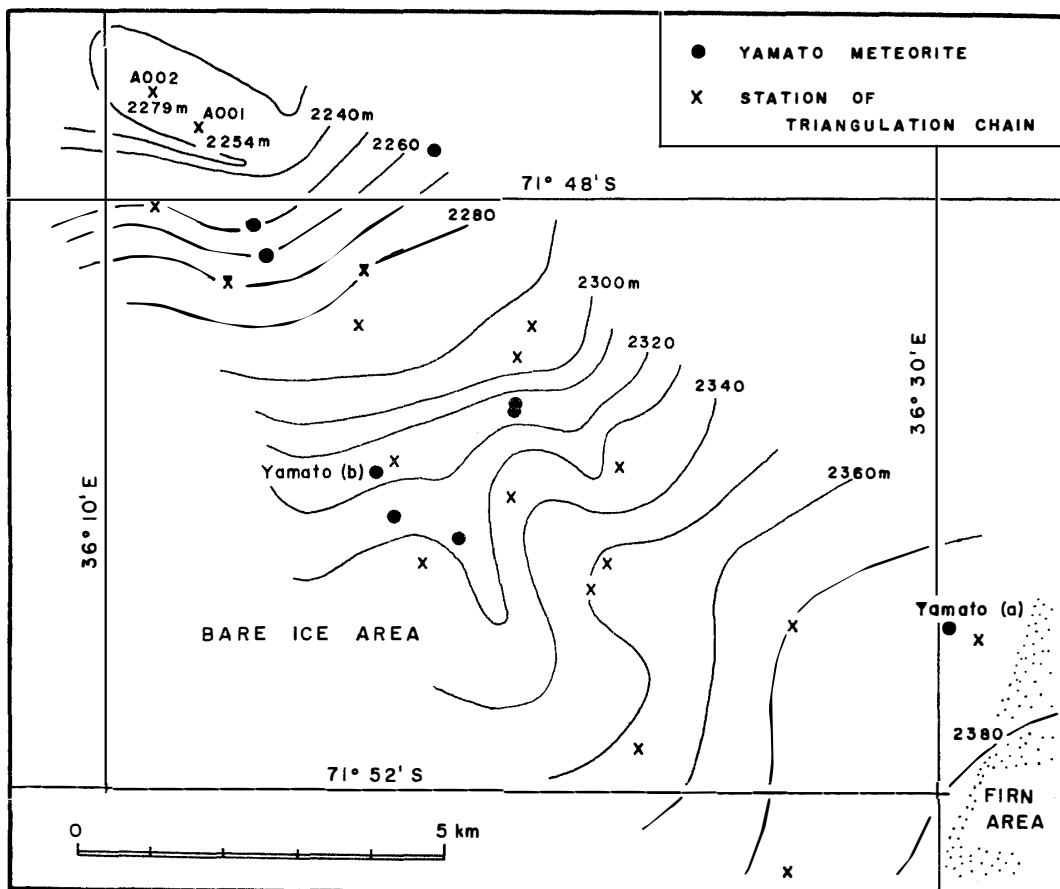 YAMATO METEORITE
X STATION OF
TRIANGULATION CHAIN
A002
2279m
A001
2254m
2240m
2260
71° 48'S
2280
2300m
2320
2340
36° 30'E
2360m
Yamato (b)
36° 10'E
Yamato (a)
BARE ICE AREA
2380
71° 52'S
FIRN
AREA
0 5 km